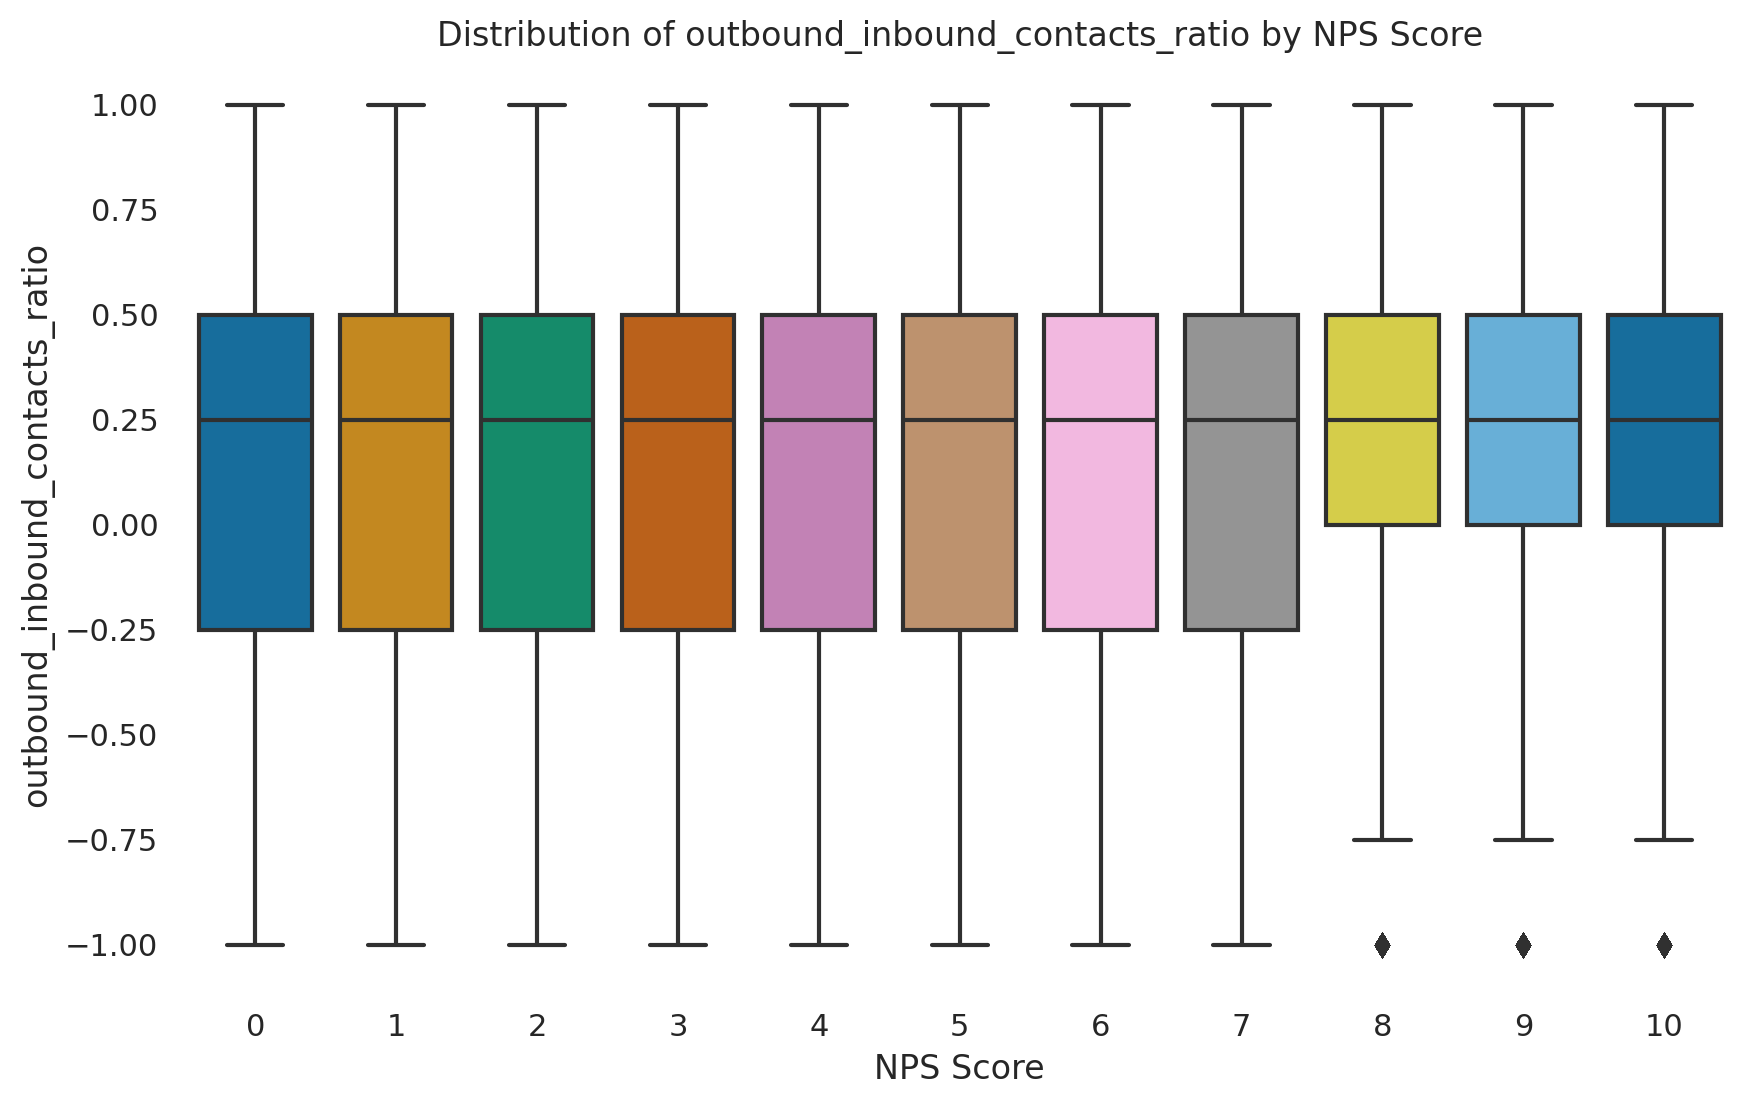 Distribution of outbound_inbound_contacts_ratio by NPS Score
outbound_inbound_contacts_ratio
1.00
0.75
0.50
0.25
0.00
−0.25
−0.50
−0.75
−1.00
0 1 2 3 4 5 6 7 8 9 10
NPS Score